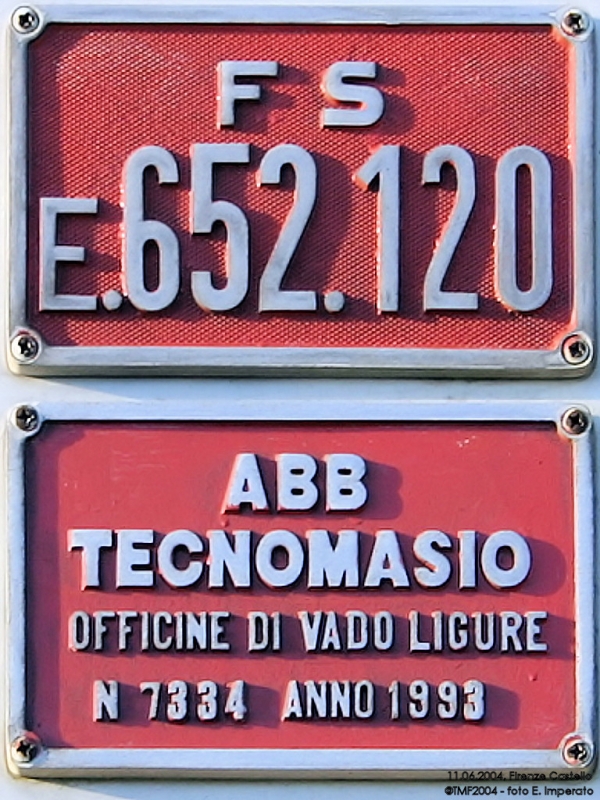 F S
E.652.120
ABB
TECNOMASIO
OFFICINE DI VADO LIGURE
N 7334 ANNO 1993
11.06.2004, Firenze Castello
@TMF2004 - foto E. Imperato